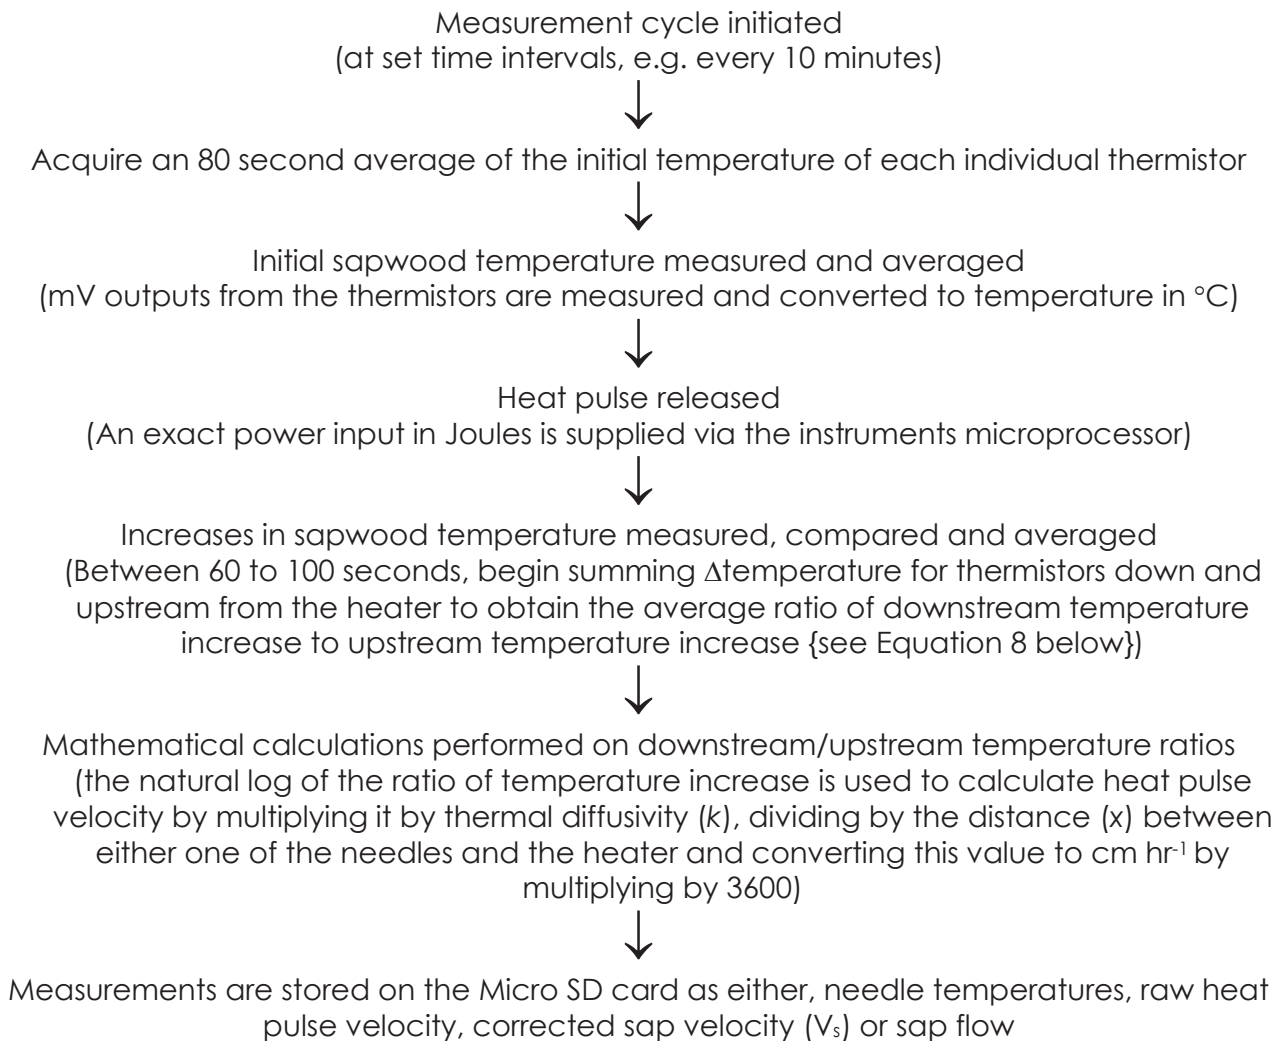 Measurement cycle initiated
(at set time intervals, e.g. every 10 minutes)
Acquire an 80 second average of the initial temperature of each individual thermistor
Initial sapwood temperature measured and averaged
(mV outputs from the thermistors are measured and converted to temperature in °C)
Heat pulse released
(An exact power input in Joules is supplied via the instruments microprocessor)
Increases in sapwood temperature measured, compared and averaged
(Between 60 to 100 seconds, begin summing Δtemperature for thermistors down and
upstream from the heater to obtain the average ratio of downstream temperature
increase to upstream temperature increase {see Equation 8 below})
Mathematical calculations performed on downstream/upstream temperature ratios
(the natural log of the ratio of temperature increase is used to calculate heat pulse
velocity by multiplying it by thermal diffusivity (k), dividing by the distance (x) between
either one of the needles and the heater and converting this value to cm hr⁻¹ by
multiplying by 3600)
Measurements are stored on the Micro SD card as either, needle temperatures, raw heat
pulse velocity, corrected sap velocity (Vₛ) or sap flow